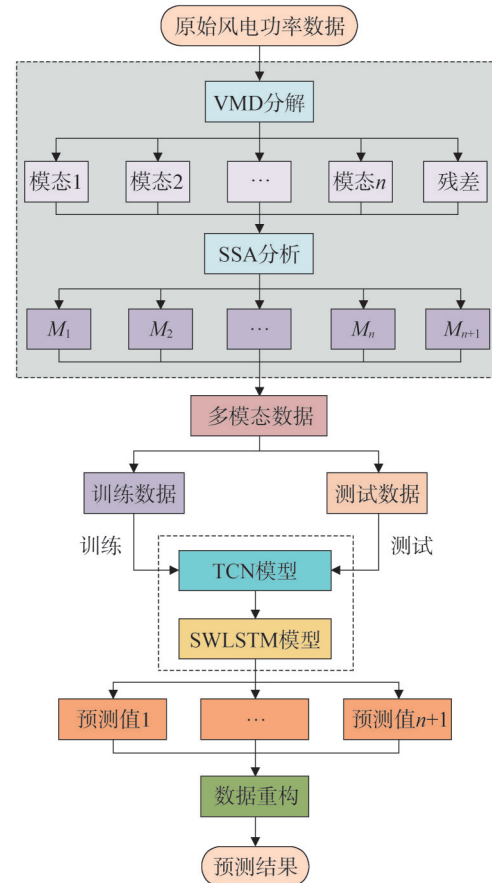 原始风电功率数据
VMD分解
模态1
模态2
…
模态n
残差
SSA分析
M1
M2
…
Mn
Mn+1
多模态数据
训练数据
测试数据
训练
测试
TCN模型
SWLSTM模型
预测值1
…
预测值n+1
数据重构
预测结果